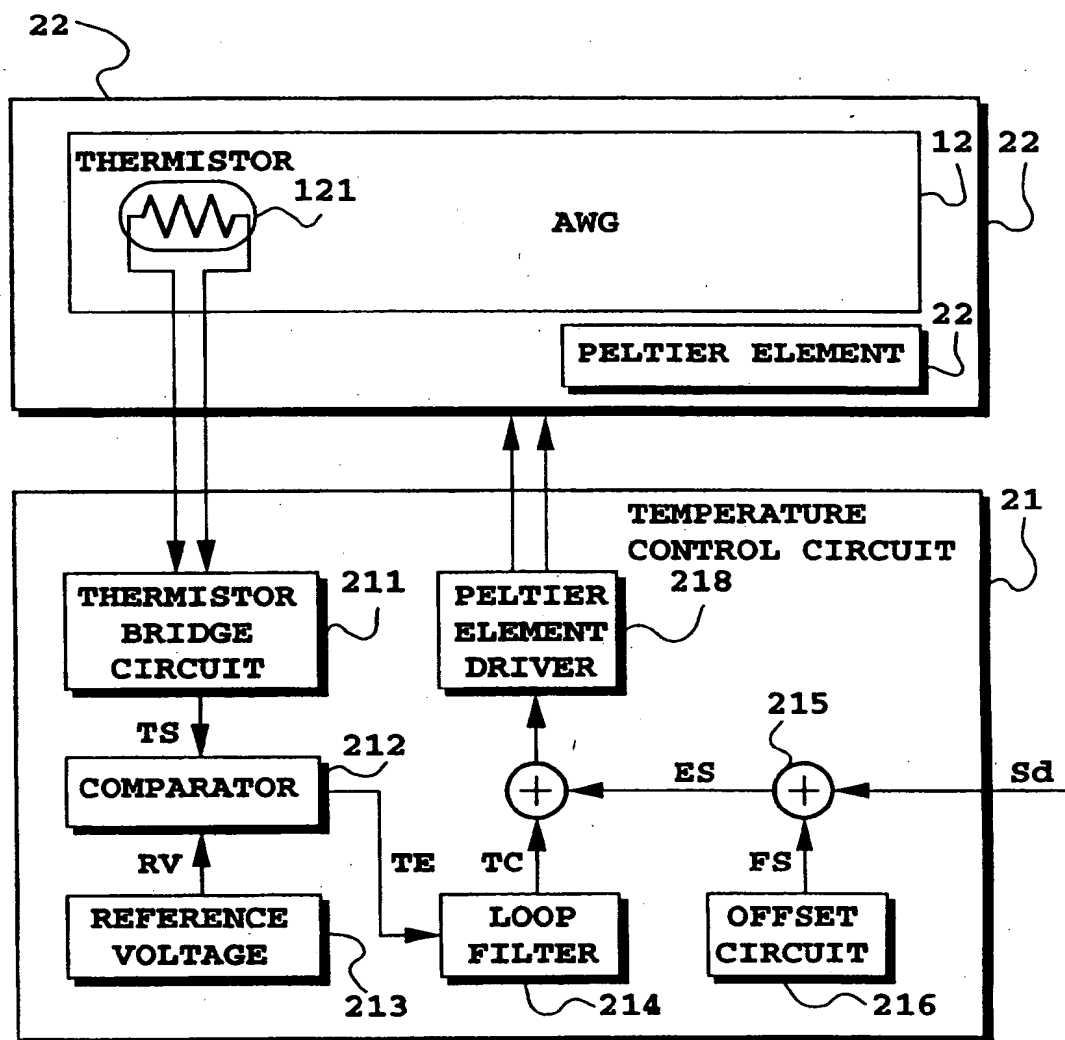 22
THERMISTOR
121
AWG
12
22
22
PELTIER ELEMENT
TEMPERATURE
CONTROL CIRCUIT
21
THERMISTOR
BRIDGE
CIRCUIT
211
PELTIER
ELEMENT
DRIVER
218
TS
215
COMPARATOR
212
ES
Sd
RV
TE
TC
FS
REFERENCE
VOLTAGE
213
LOOP
FILTER
214
OFFSET
CIRCUIT
216